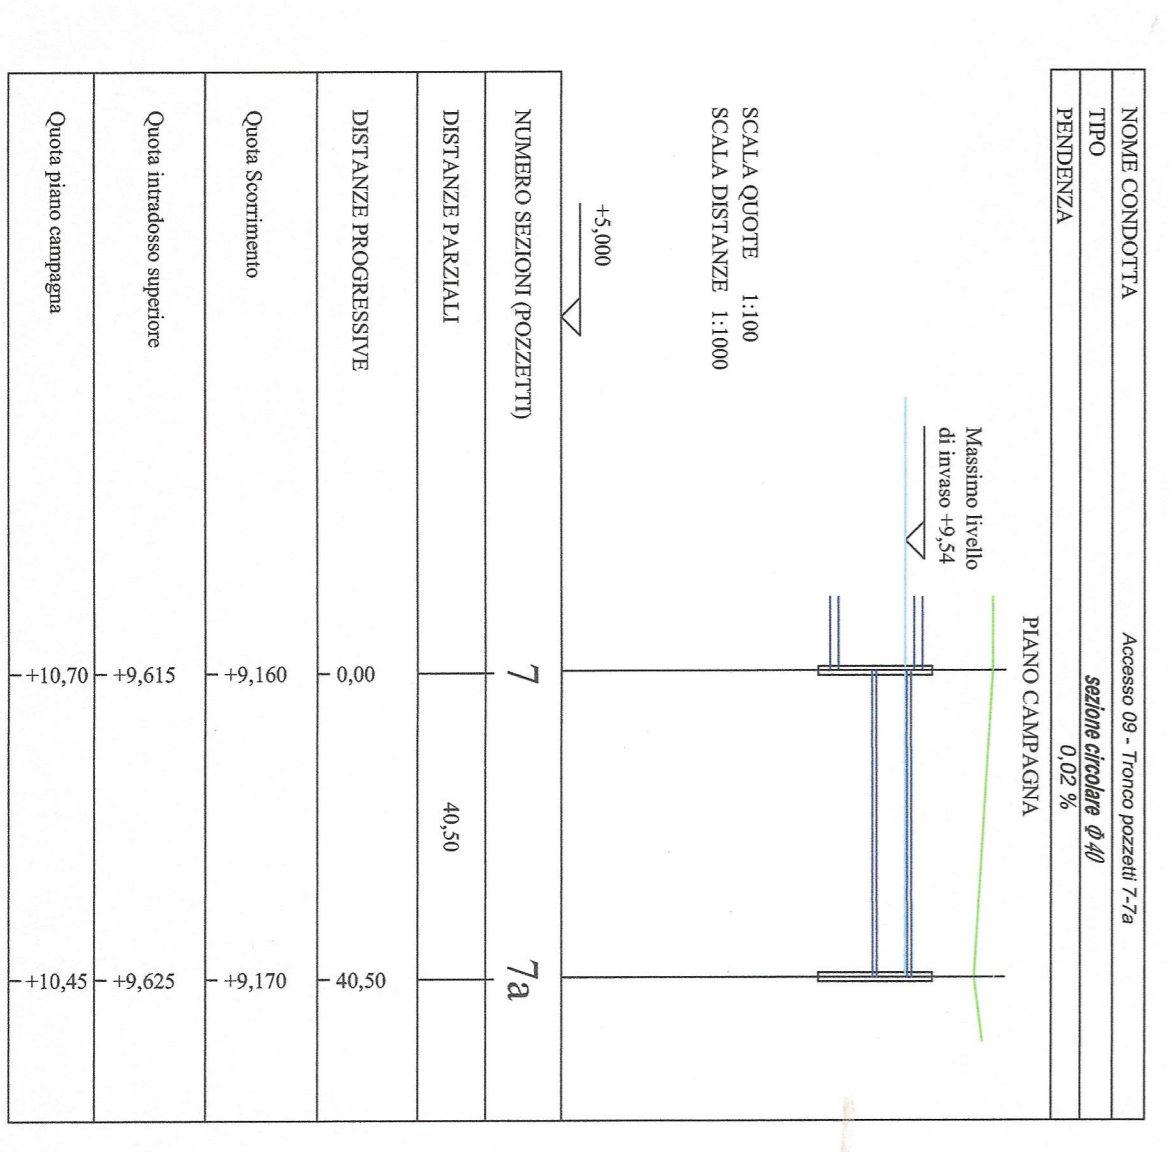 NOME CONDOTTA Accesso 09 - Tronco pozzetti 7-7a
TIPO sezione circolare Φ 40
PENDENZA 0,02 %
PIANO CAMPAGNA
Massimo livello
di invaso +9,54
SCALA QUOTE 1:100
SCALA DISTANZE 1:1000
+5,000
NUMERO SEZIONI (POZZETTI) 7 7a
DISTANZE PARZIALI 40,50
DISTANZE PROGRESSIVE 0,00 40,50
Quota Scorrimento +9,160 +9,170
Quota intradosso superiore +9,615 +9,625
Quota piano campagna +10,70 +10,45